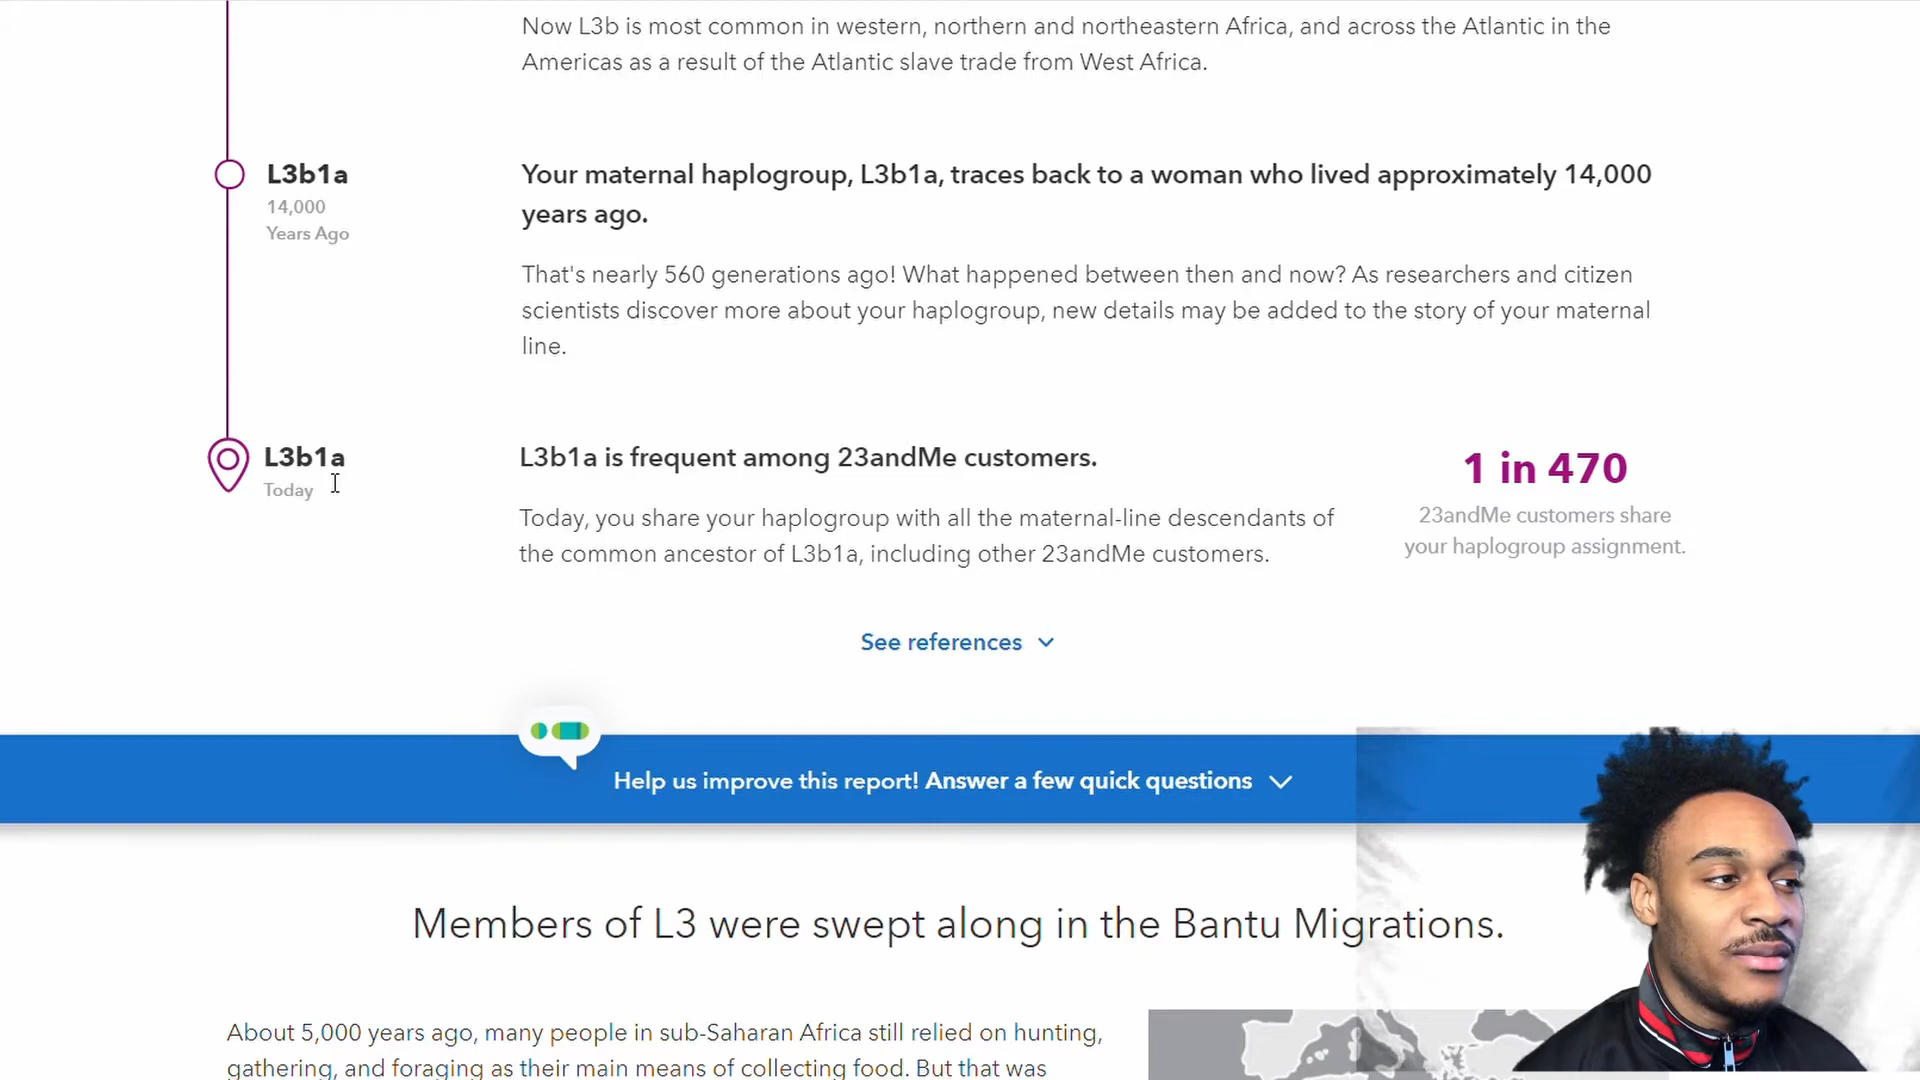 Now L3b is most common in western, northern and northeastern Africa, and across the Atlantic in the
Americas as a result of the Atlantic slave trade from West Africa.
L3b1a
14,000
Years Ago
Your maternal haplogroup, L3b1a, traces back to a woman who lived approximately 14,000
years ago.
That's nearly 560 generations ago! What happened between then and now? As researchers and citizen
scientists discover more about your haplogroup, new details may be added to the story of your maternal
line.
L3b1a
Today
L3b1a is frequent among 23andMe customers.
Today, you share your haplogroup with all the maternal-line descendants of
the common ancestor of L3b1a, including other 23andMe customers.
1 in 470
23andMe customers share
your haplogroup assignment.
See references
Help us improve this report! Answer a few quick questions
Members of L3 were swept along in the Bantu Migrations.
About 5,000 years ago, many people in sub-Saharan Africa still relied on hunting,
gathering, and foraging as their main means of collecting food. But that was